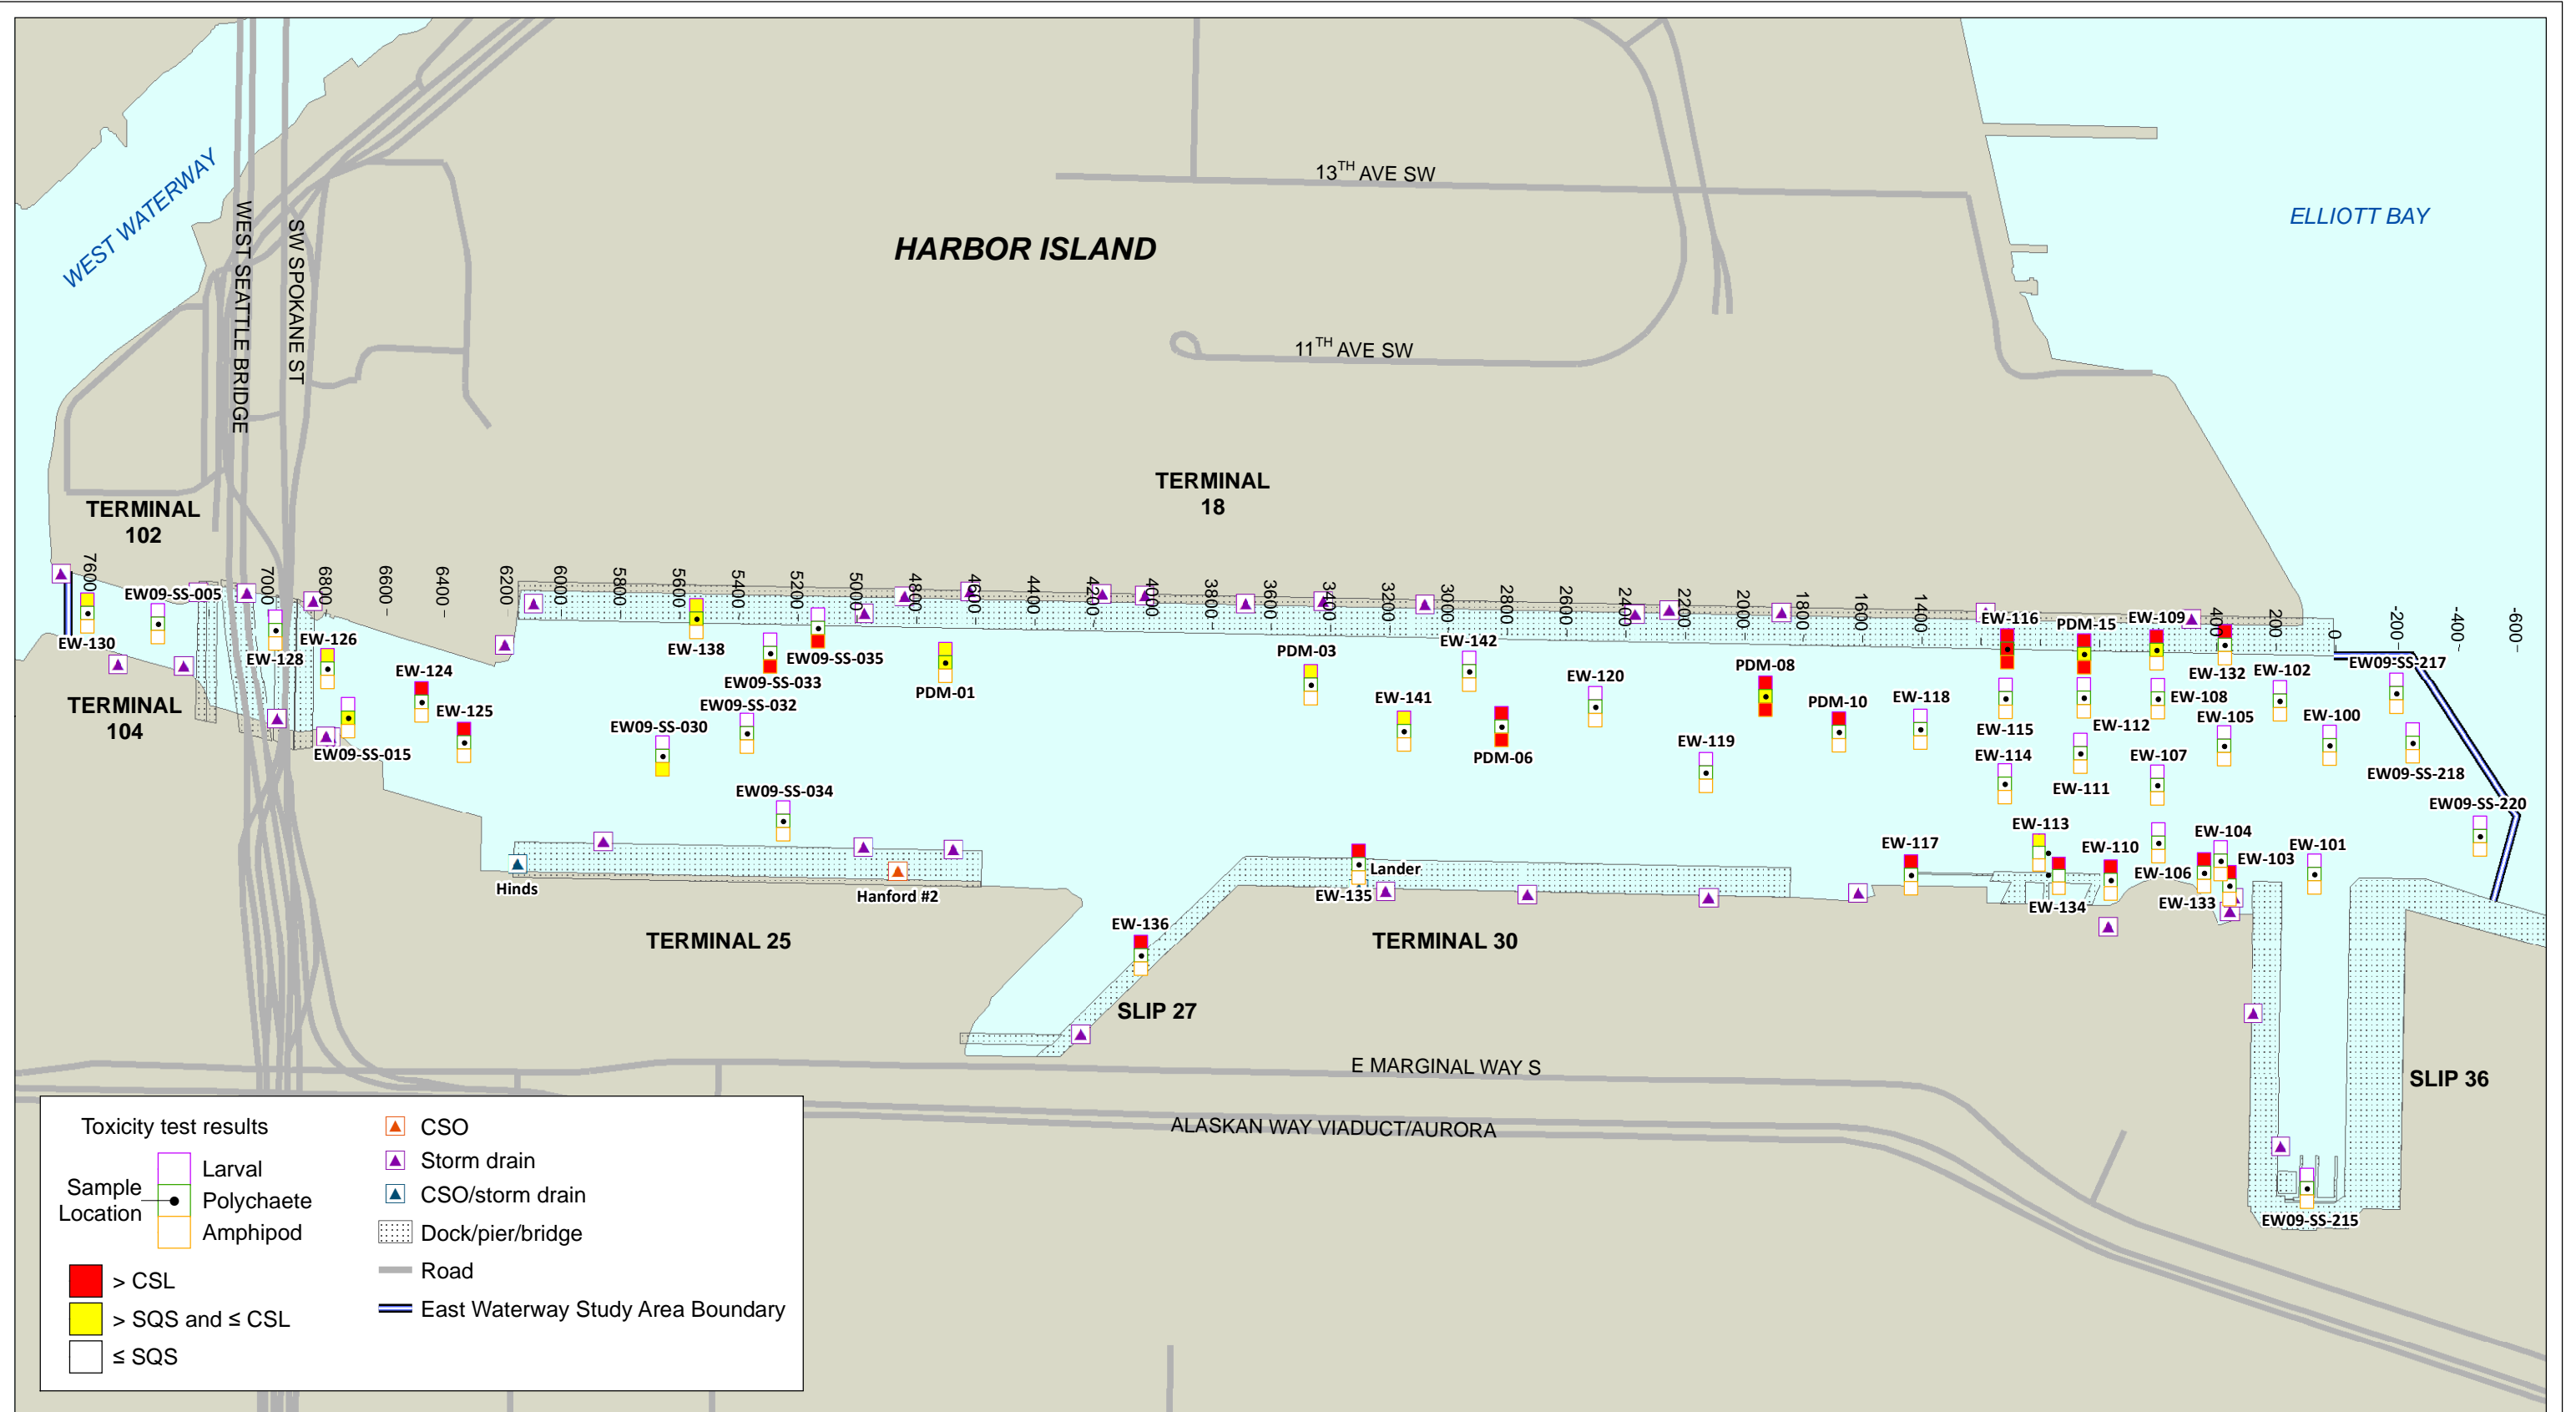 WEST WATERWAY
WEST SEATTLE BRIDGE
SW SPOKANE ST
13TH AVE SW
HARBOR ISLAND
ELLIOTT BAY
11TH AVE SW
TERMINAL
18
TERMINAL
102
TERMINAL
104
7600
7000
6800
6600
6400
6200
6000
5800
5600
5400
5200
5000
4800
4600
4400
4200
4000
3800
3600
3400
3200
3000
2800
2600
2400
2200
2000
1800
1600
1400
400
200
0
-200
-400
-600
EW09-SS-005
EW-130
EW-128
EW-126
EW09-SS-015
EW-124
EW-125
EW-138
EW09-SS-033
EW09-SS-035
EW09-SS-032
EW09-SS-030
EW09-SS-034
PDM-01
PDM-03
EW-142
EW-141
PDM-06
EW-120
EW-119
PDM-08
PDM-10
EW-118
EW-116
PDM-15
EW-109
EW-132
EW-102
EW09-SS-217
EW-115
EW-112
EW-108
EW-105
EW-100
EW-114
EW-111
EW-107
EW09-SS-218
EW09-SS-220
EW-113
EW-117
EW-110
EW-104
EW-103
EW-101
EW-106
EW-134
EW-133
Lander
EW-135
Hinds
Hanford #2
EW-136
TERMINAL 25
TERMINAL 30
SLIP 27
SLIP 36
E MARGINAL WAY S
ALASKAN WAY VIADUCT/AURORA
EW09-SS-215
Toxicity test results
Sample
Location
Larval
Polychaete
Amphipod
> CSL
> SQS and ≤ CSL
≤ SQS
CSO
Storm drain
CSO/storm drain
Dock/pier/bridge
Road
East Waterway Study Area Boundary